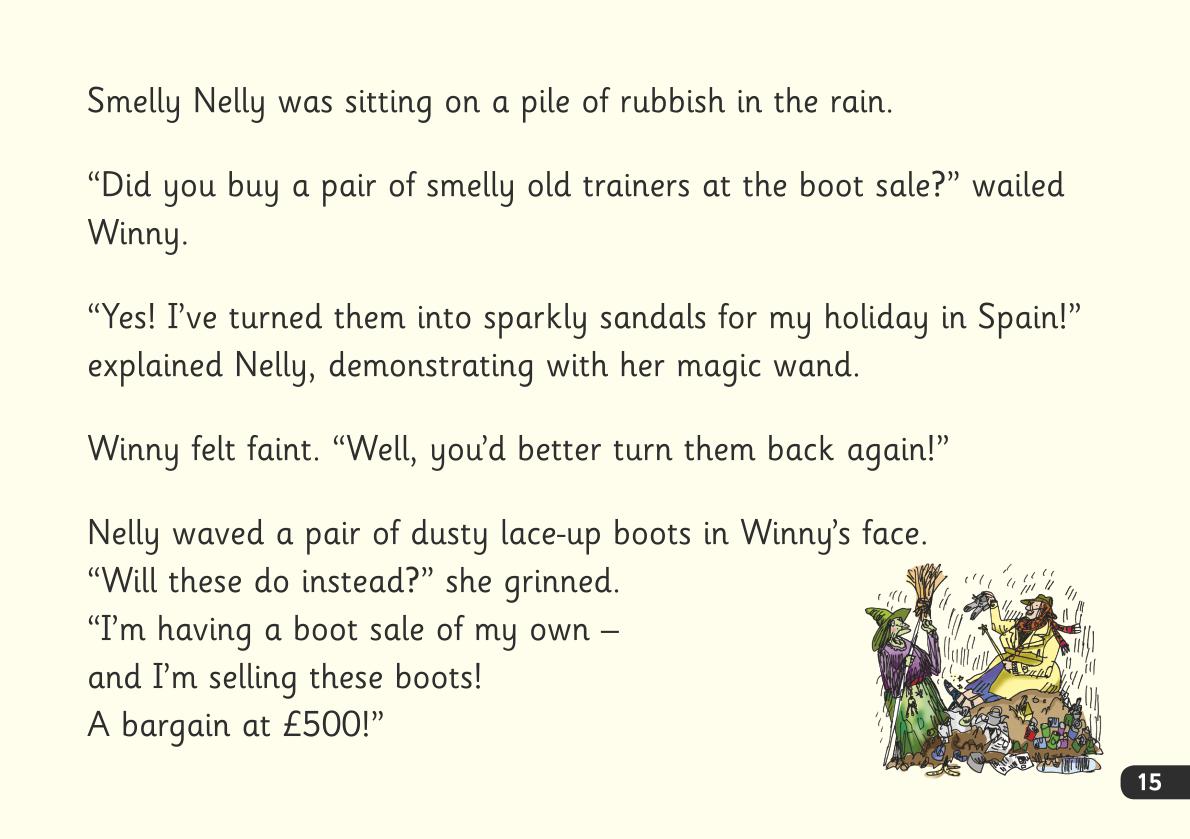 Smelly Nelly was sitting on a pile of rubbish in the rain.
“Did you buy a pair of smelly old trainers at the boot sale?” wailed
Winny.
“Yes! I’ve turned them into sparkly sandals for my holiday in Spain!”
explained Nelly, demonstrating with her magic wand.
Winny felt faint. “Well, you’d better turn them back again!”
Nelly waved a pair of dusty lace-up boots in Winny’s face.
“Will these do instead?” she grinned.
“I’m having a boot sale of my own –
and I’m selling these boots!
A bargain at £500!”
15